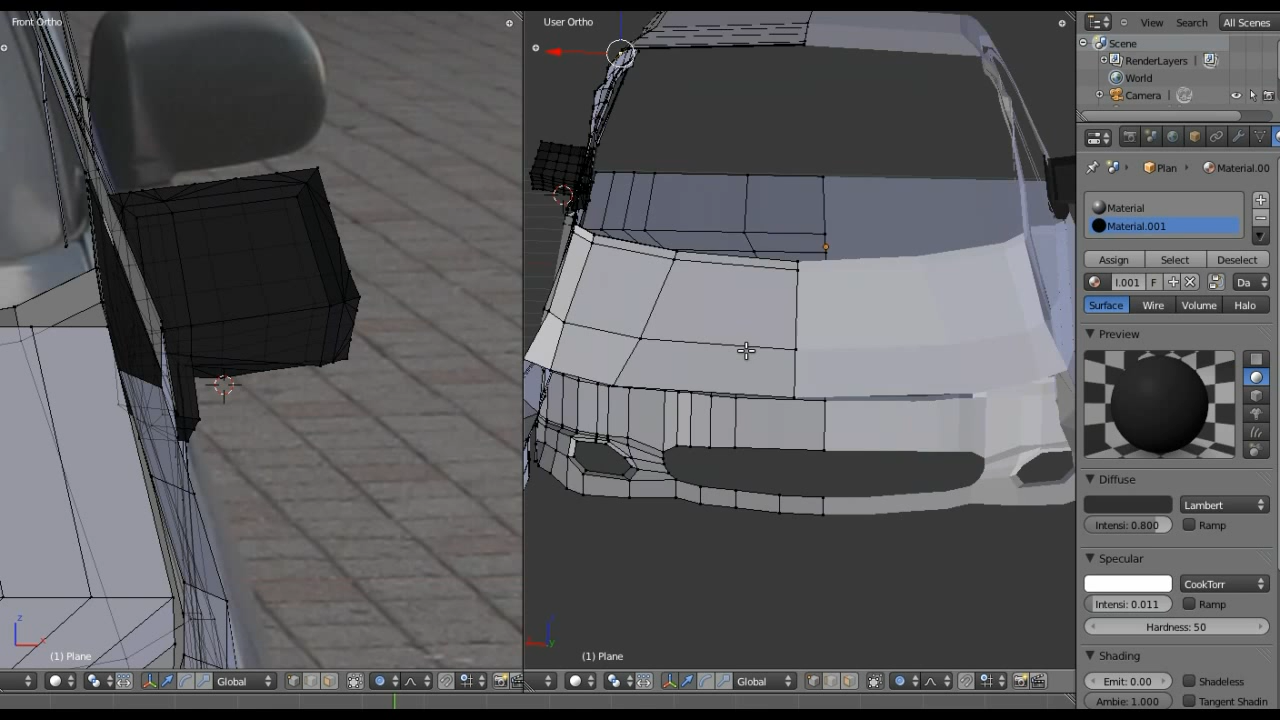 Front Ortho
User Ortho
View Search All Scenes
Scene
RenderLayers
World
Camera
Plan Material.00
Material
Material.001
Assign Select Deselect
I.001 F Da
Surface Wire Volume Halo
Preview
Diffuse
Lambert
Intensi: 0.800 Ramp
Specular
CookTorr
Intensi: 0.011 Ramp
Hardness: 50
Shading
Emit: 0.00 Shadeless
Ambie: 1.000 Tangent Shadin
z
(1) Plane
y
(1) Plane
Global
Global